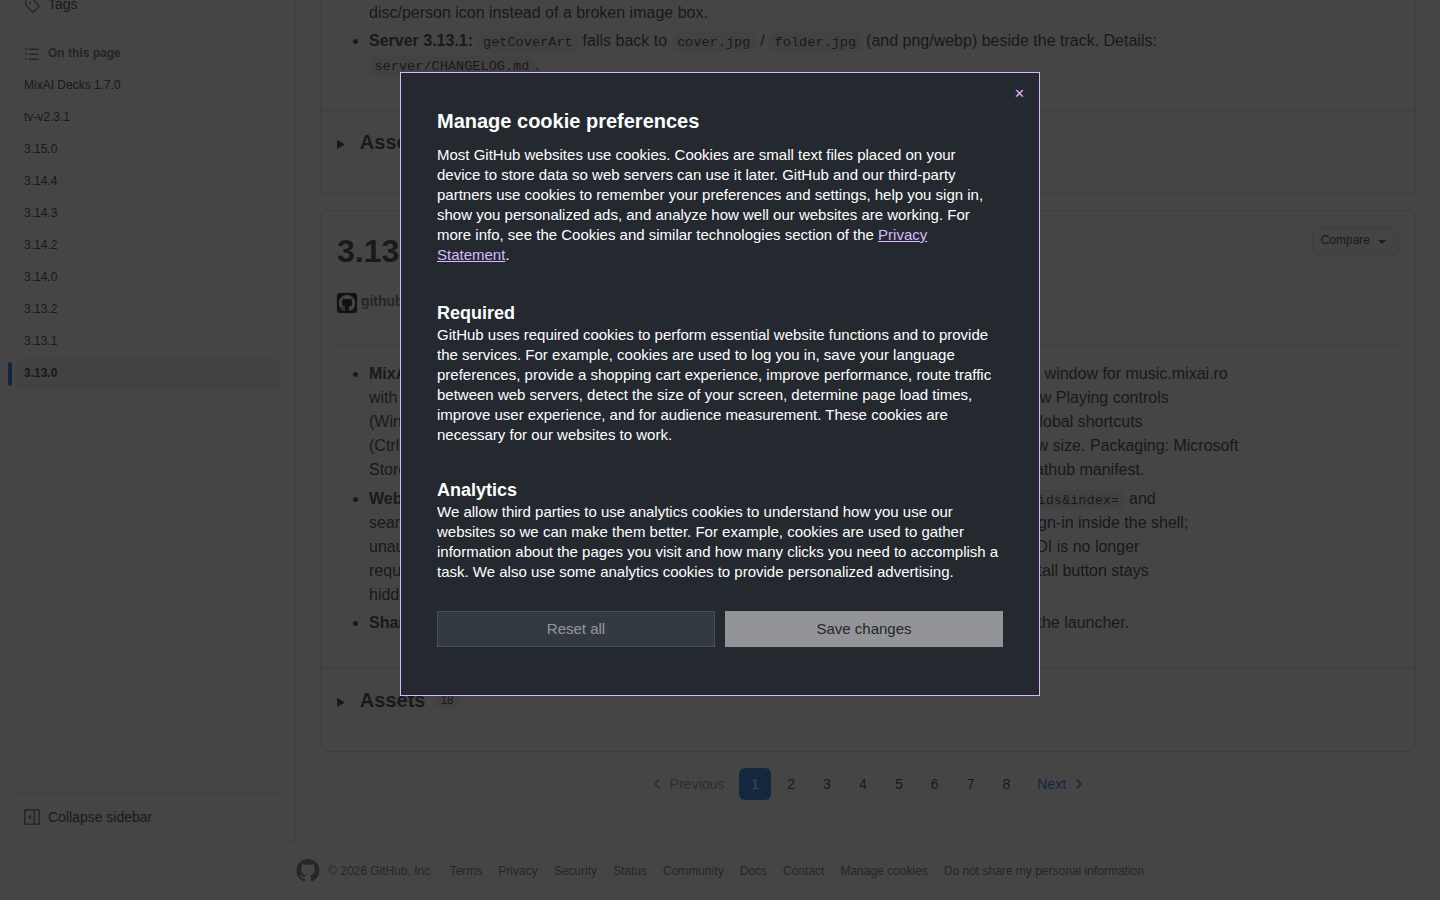 Tags
On this page
MixAI Decks 1.7.0
tv-v2.3.1
3.15.0
3.14.4
3.14.3
3.14.2
3.14.0
3.13.2
3.13.1
3.13.0
Collapse sidebar
disc/person icon instead of a broken image box.
Server 3.13.1: getCoverArt falls back to cover.jpg / folder.jpg (and png/webp) beside the track. Details:
server/CHANGELOG.md.
Manage cookie preferences
Most GitHub websites use cookies. Cookies are small text files placed on your
device to store data so web servers can use it later. GitHub and our third-party
partners use cookies to remember your preferences and settings, help you sign in,
show you personalized ads, and analyze how well our websites are working. For
more info, see the Cookies and similar technologies section of the Privacy
Statement.
Required
GitHub uses required cookies to perform essential website functions and to provide
the services. For example, cookies are used to log you in, save your language
preferences, provide a shopping cart experience, improve performance, route traffic
between web servers, detect the size of your screen, determine page load times,
improve user experience, and for audience measurement. These cookies are
necessary for our websites to work.
Analytics
We allow third parties to use analytics cookies to understand how you use our
websites so we can make them better. For example, cookies are used to gather
information about the pages you visit and how many clicks you need to accomplish a
task. We also use some analytics cookies to provide personalized advertising.
Reset all
Save changes
Compare
window for music.mixai.ro
with
Playing controls
shortcuts
size. Packaging: Microsoft
manifest.
ids&index= and
inside the shell;
is no longer
button stays
the launcher.
Assets 18
Previous 1 2 3 4 5 6 7 8 Next
© 2026 GitHub, Inc. Terms Privacy Security Status Community Docs Contact Manage cookies Do not share my personal information